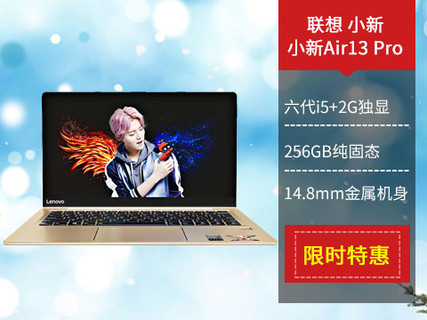 联想 小新
小新Air13 Pro
六代i5+2G独显
256GB纯固态
14.8mm金属机身
限时特惠
Lenovo